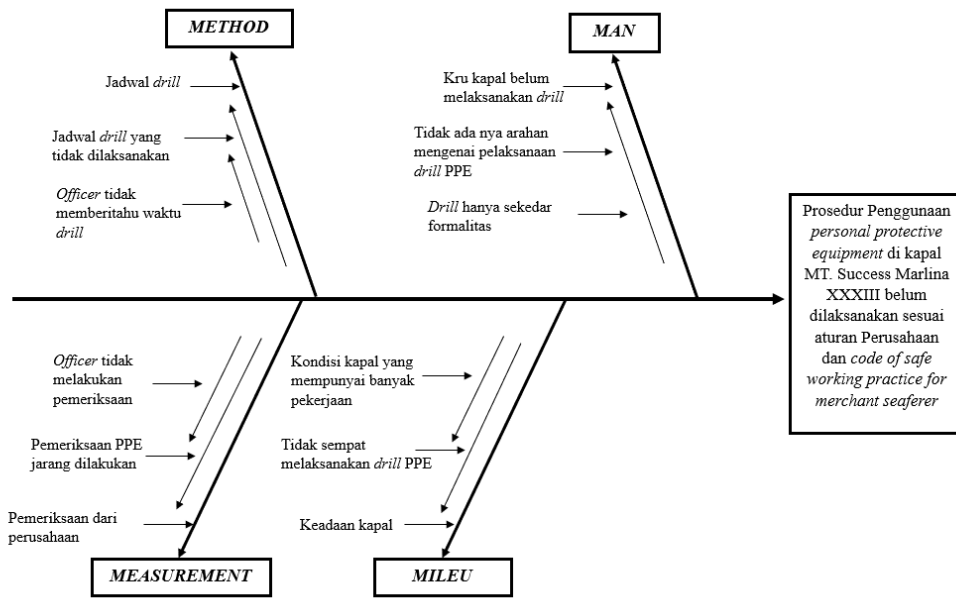 METHOD
Jadwal drill
Jadwal drill yang
tidak dilaksanakan
Officer tidak
memberitahu waktu
drill
MAN
Kru kapal belum
melaksanakan drill
Tidak ada nya arahan
mengenai pelaksanaan
drill PPE
Drill hanya sekedar
formalitas
Prosedur Penggunaan
personal protective
equipment di kapal
MT. Success Marlina
XXXIII belum
dilaksanakan sesuai
aturan Perusahaan
dan code of safe
working practice for
merchant seaferer
Officer tidak
melakukan
pemeriksaan
Pemeriksaan PPE
jarang dilakukan
Pemeriksaan dari
perusahaan
MEASUREMENT
Kondisi kapal yang
mempunyai banyak
pekerjaan
Tidak sempat
melaksanakan drill PPE
Keadaan kapal
MILEU